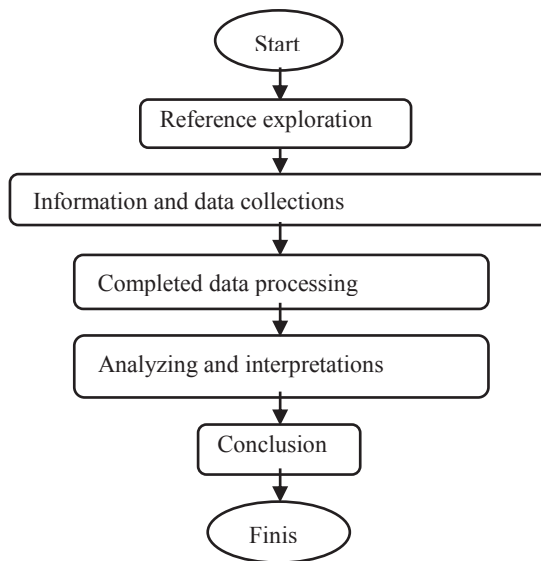 Start
Reference exploration
Information and data collections
Completed data processing
Analyzing and interpretations
Conclusion
Finis